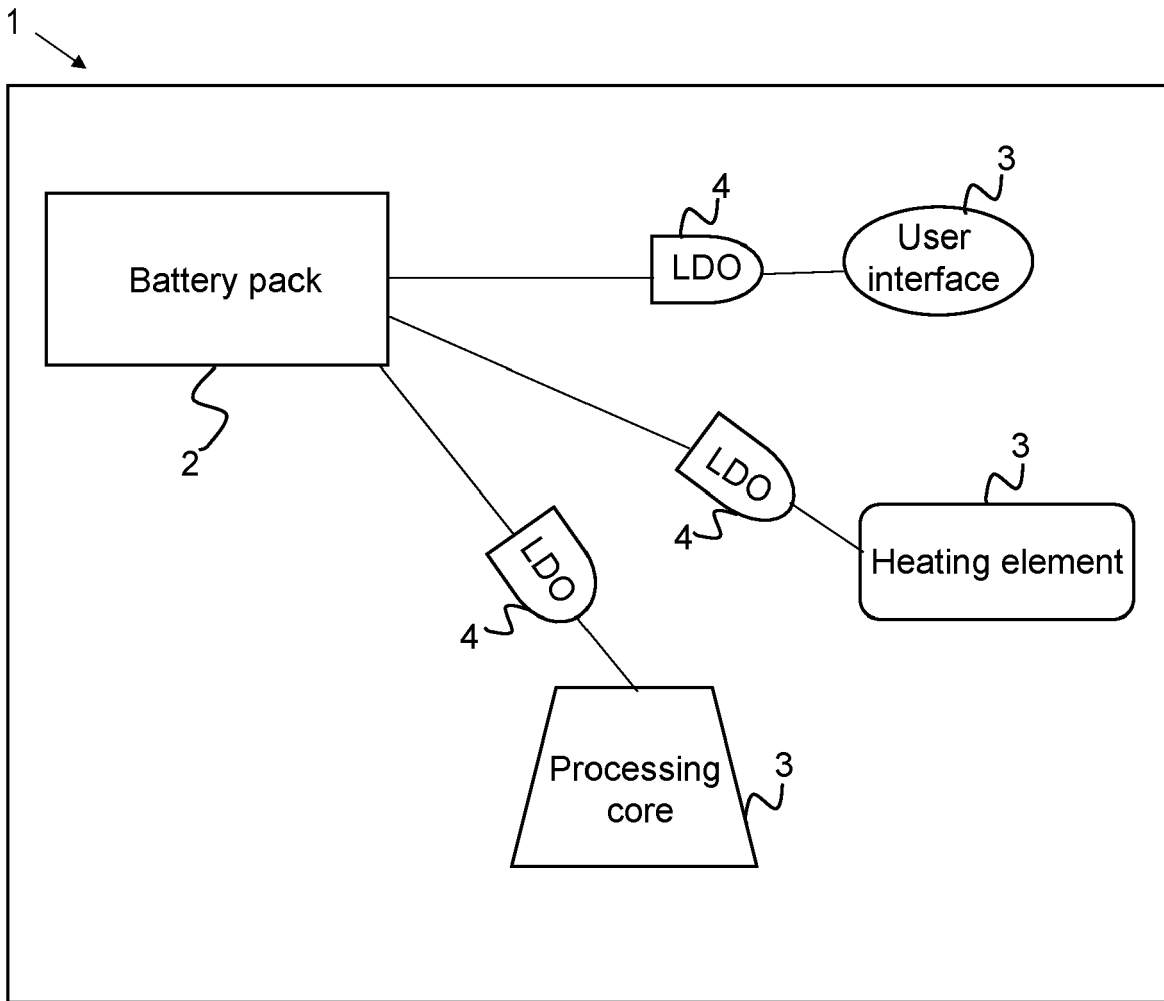 1
Battery pack
2
4
LDO
3
User
interface
LDO
4
3
Heating element
LDO
4
Processing
core
3